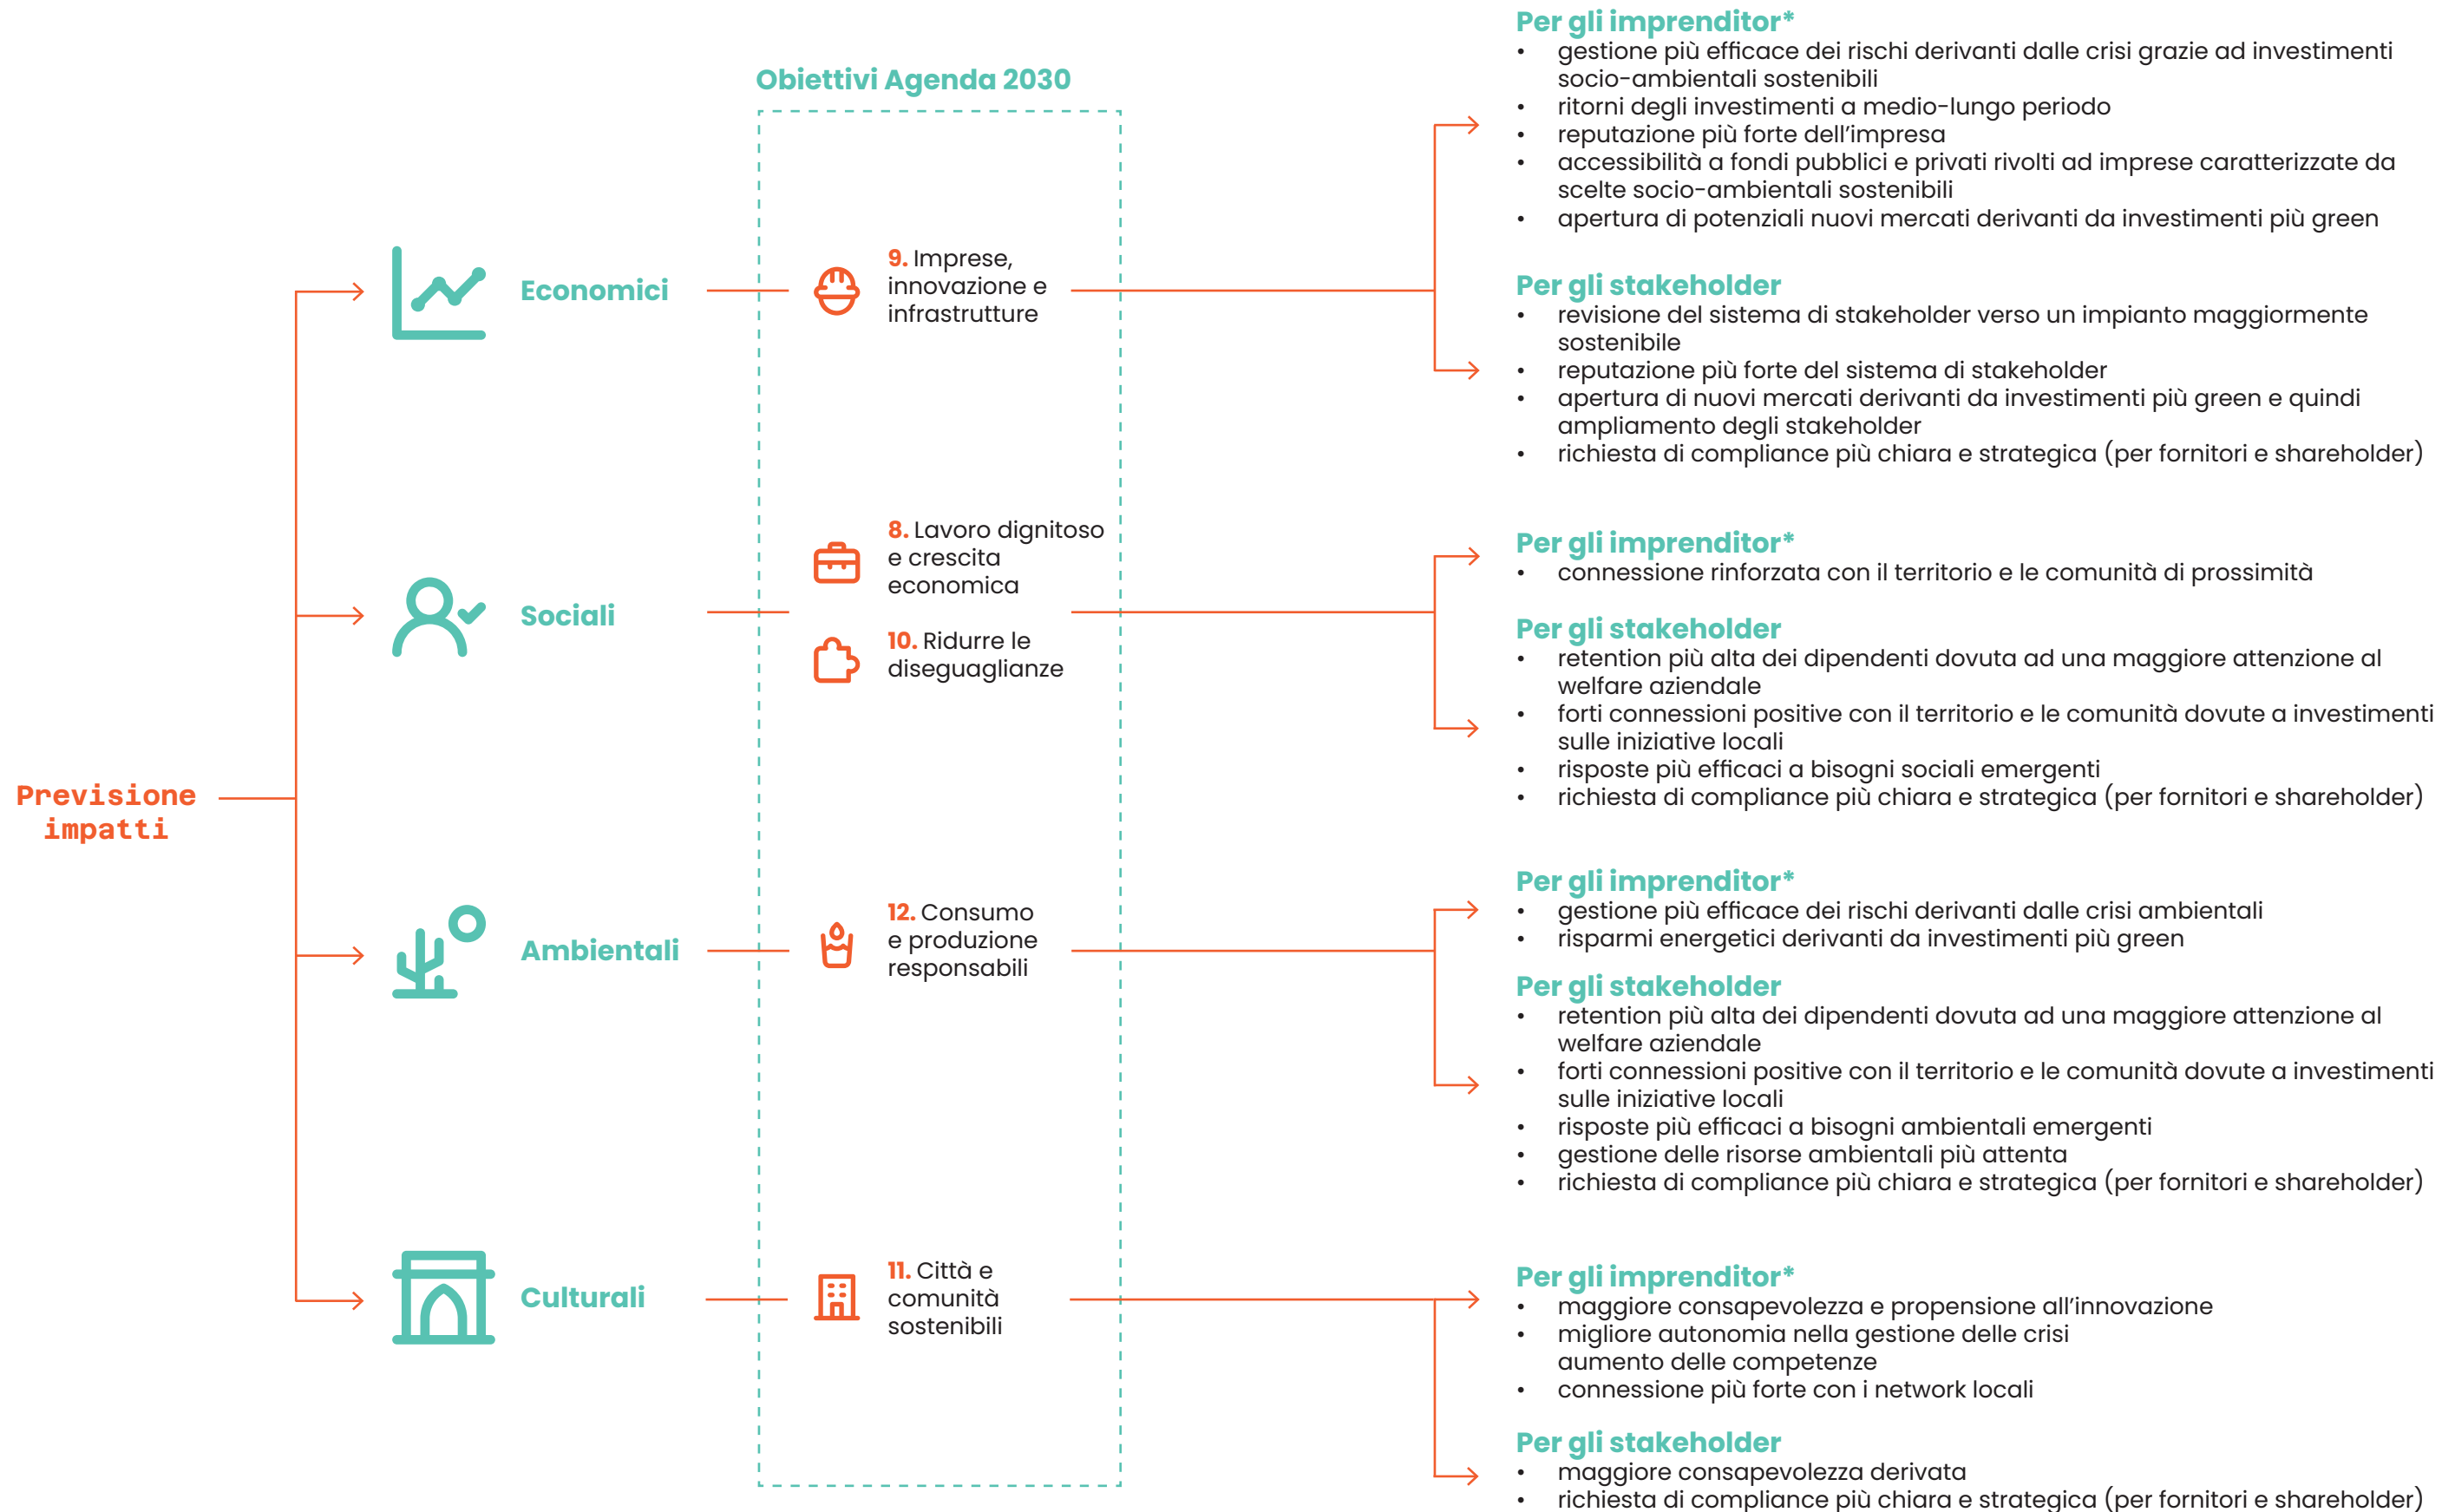 Previsione
impatti
Obiettivi Agenda 2030
Economici
9. Imprese,
innovazione e
infrastrutture
Per gli imprenditor*
• gestione più efficace dei rischi derivanti dalle crisi grazie ad investimenti
socio-ambientali sostenibili
• ritorni degli investimenti a medio-lungo periodo
• reputazione più forte dell’impresa
• accessibilità a fondi pubblici e privati rivolti ad imprese caratterizzate da
scelte socio-ambientali sostenibili
• apertura di potenziali nuovi mercati derivanti da investimenti più green
Per gli stakeholder
• revisione del sistema di stakeholder verso un impianto maggiormente
sostenibile
• reputazione più forte del sistema di stakeholder
• apertura di nuovi mercati derivanti da investimenti più green e quindi
ampliamento degli stakeholder
• richiesta di compliance più chiara e strategica (per fornitori e shareholder)
Sociali
8. Lavoro dignitoso
e crescita
economica
10. Ridurre le
diseguaglianze
Per gli imprenditor*
• connessione rinforzata con il territorio e le comunità di prossimità
Per gli stakeholder
• retention più alta dei dipendenti dovuta ad una maggiore attenzione al
welfare aziendale
• forti connessioni positive con il territorio e le comunità dovute a investimenti
sulle iniziative locali
• risposte più efficaci a bisogni sociali emergenti
• richiesta di compliance più chiara e strategica (per fornitori e shareholder)
Ambientali
12. Consumo
e produzione
responsabili
Per gli imprenditor*
• gestione più efficace dei rischi derivanti dalle crisi ambientali
• risparmi energetici derivanti da investimenti più green
Per gli stakeholder
• retention più alta dei dipendenti dovuta ad una maggiore attenzione al
welfare aziendale
• forti connessioni positive con il territorio e le comunità dovute a investimenti
sulle iniziative locali
• risposte più efficaci a bisogni ambientali emergenti
• gestione delle risorse ambientali più attenta
• richiesta di compliance più chiara e strategica (per fornitori e shareholder)
Culturali
11. Città e
comunità
sostenibili
Per gli imprenditor*
• maggiore consapevolezza e propensione all’innovazione
• migliore autonomia nella gestione delle crisi
aumento delle competenze
• connessione più forte con i network locali
Per gli stakeholder
• maggiore consapevolezza derivata
• richiesta di compliance più chiara e strategica (per fornitori e shareholder)